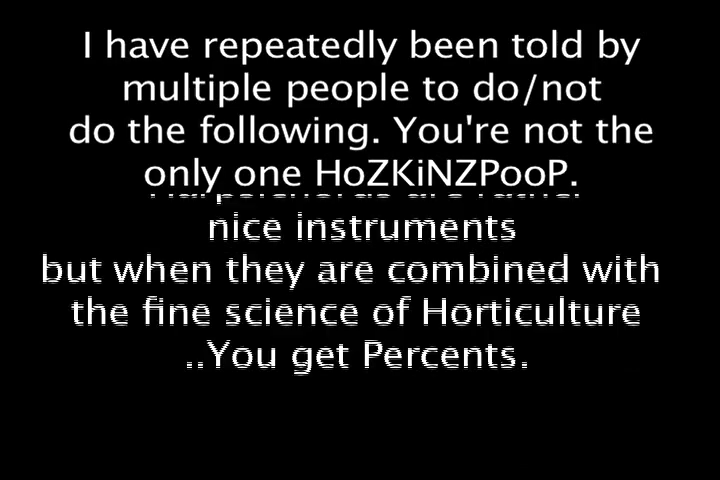 I have repeatedly been told by
multiple people to do/not
do the following. You're not the
only one HoZKiNZPooP.
nice instruments
but when they are combined with
the fine science of Horticulture
..You get Percents.